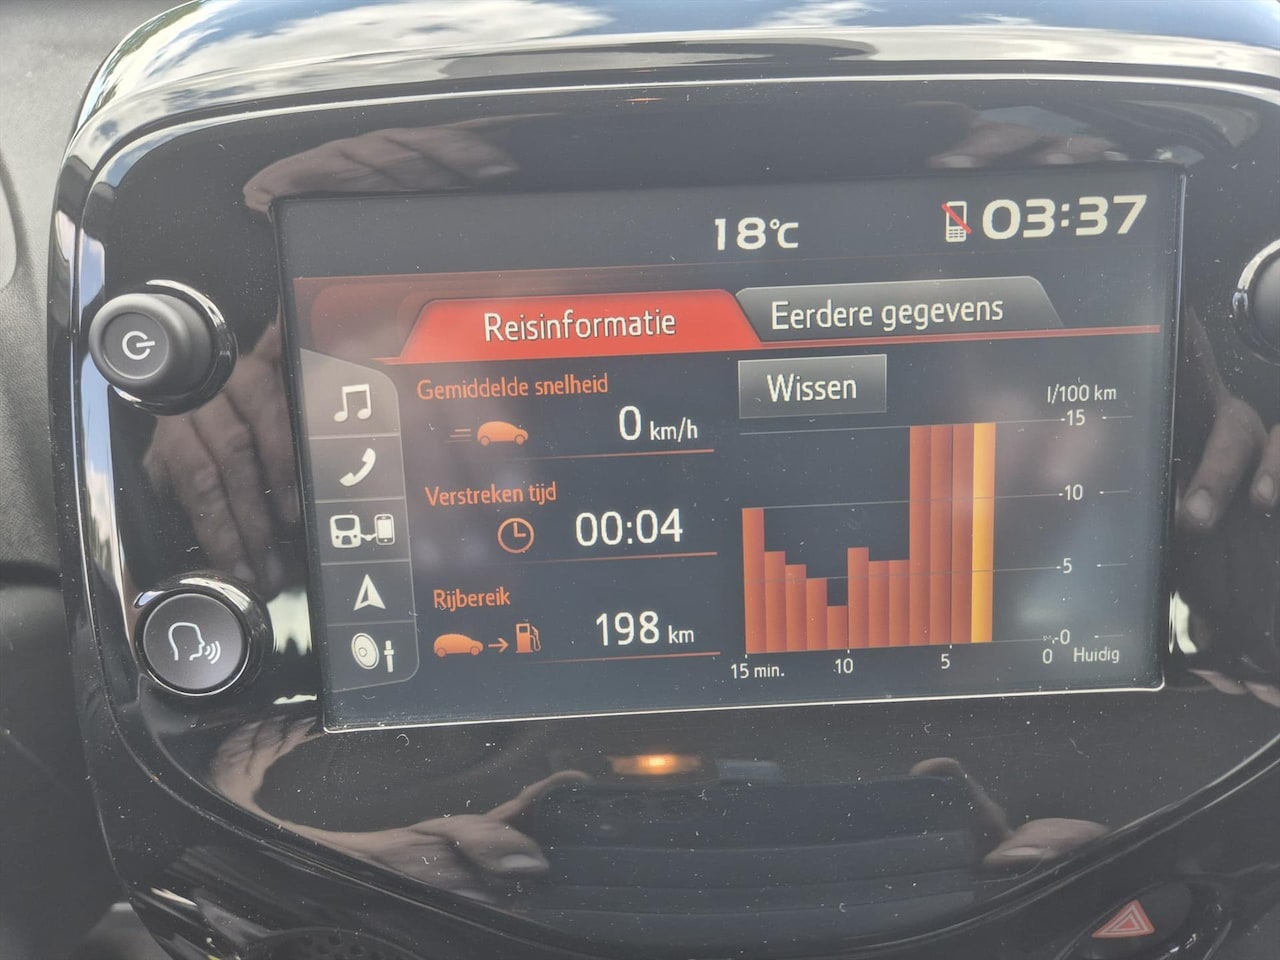 18°C
03:37
Reisinformatie
Eerdere gegevens
Gemiddelde snelheid
0 km/h
Verstreken tijd
00:04
Rijbereik
198 km
Wissen
l/100 km
-15
-10
-5
-0
15 min.
10
5
0
Huidig